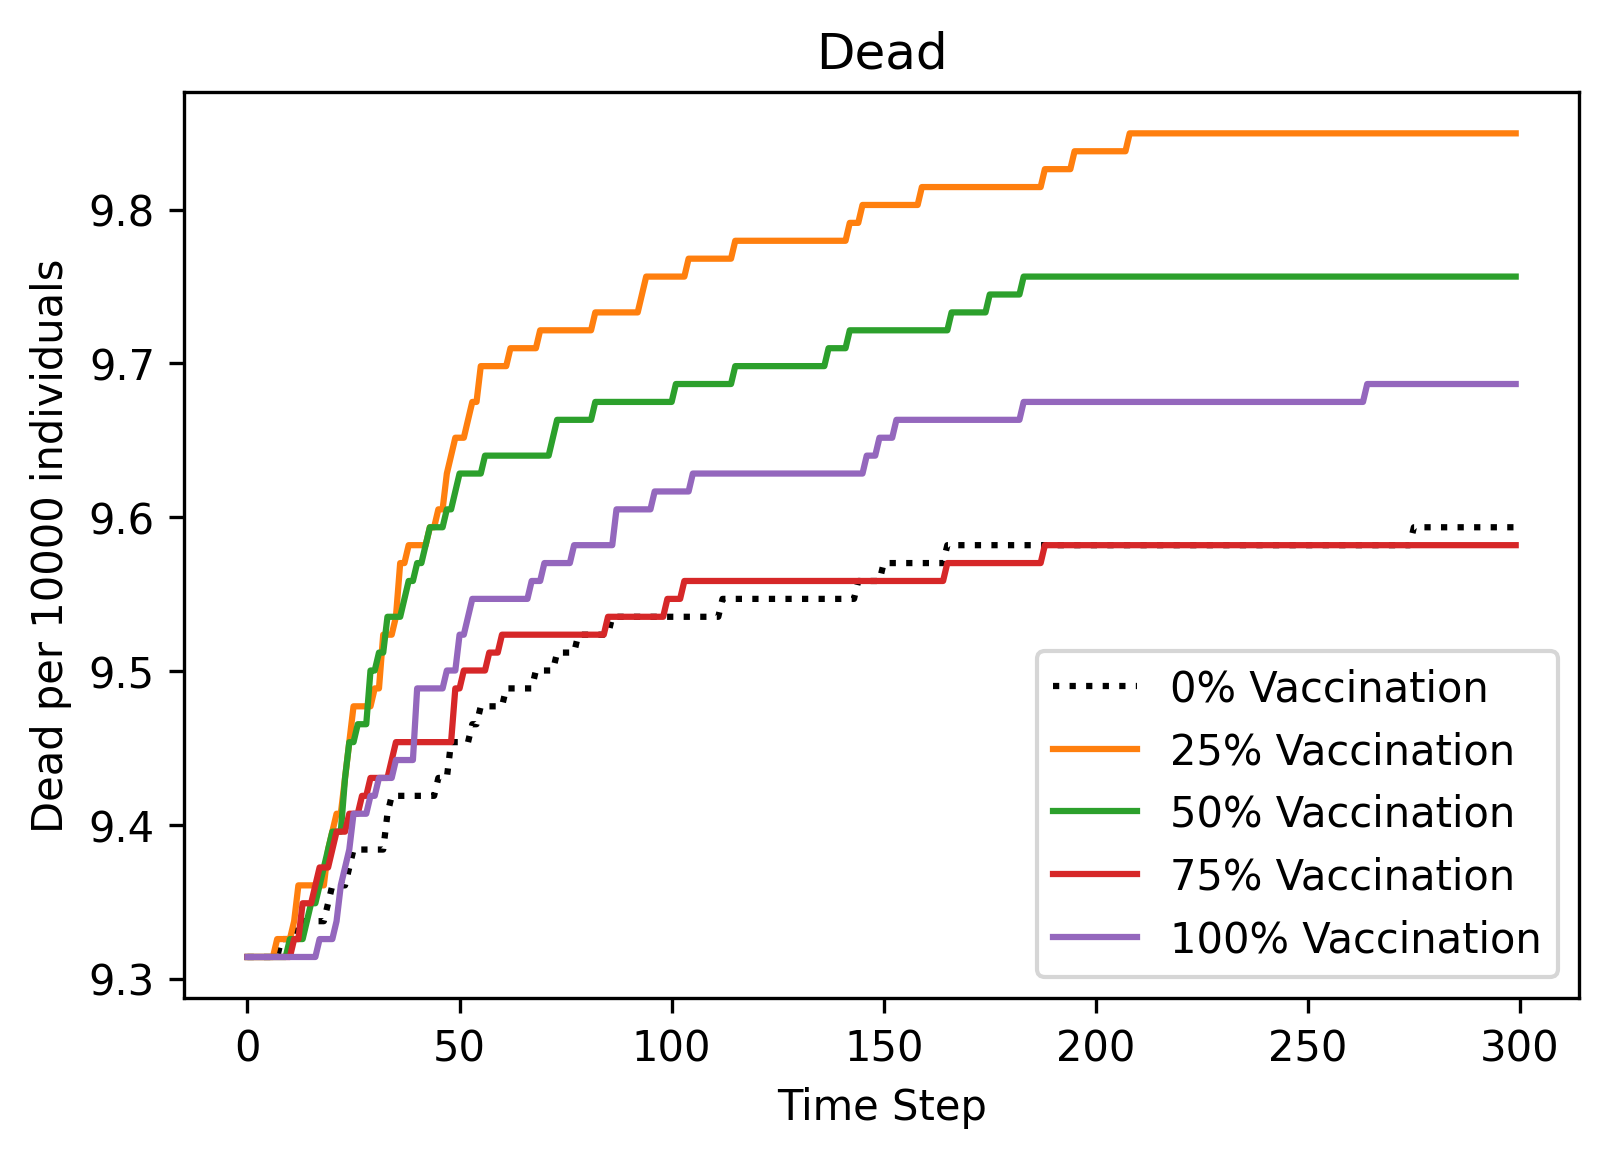 Dead
Dead per 10000 individuals
9.8
9.7
9.6
9.5
9.4
9.3
0% Vaccination
25% Vaccination
50% Vaccination
75% Vaccination
100% Vaccination
0 50 100 150 200 250 300
Time Step